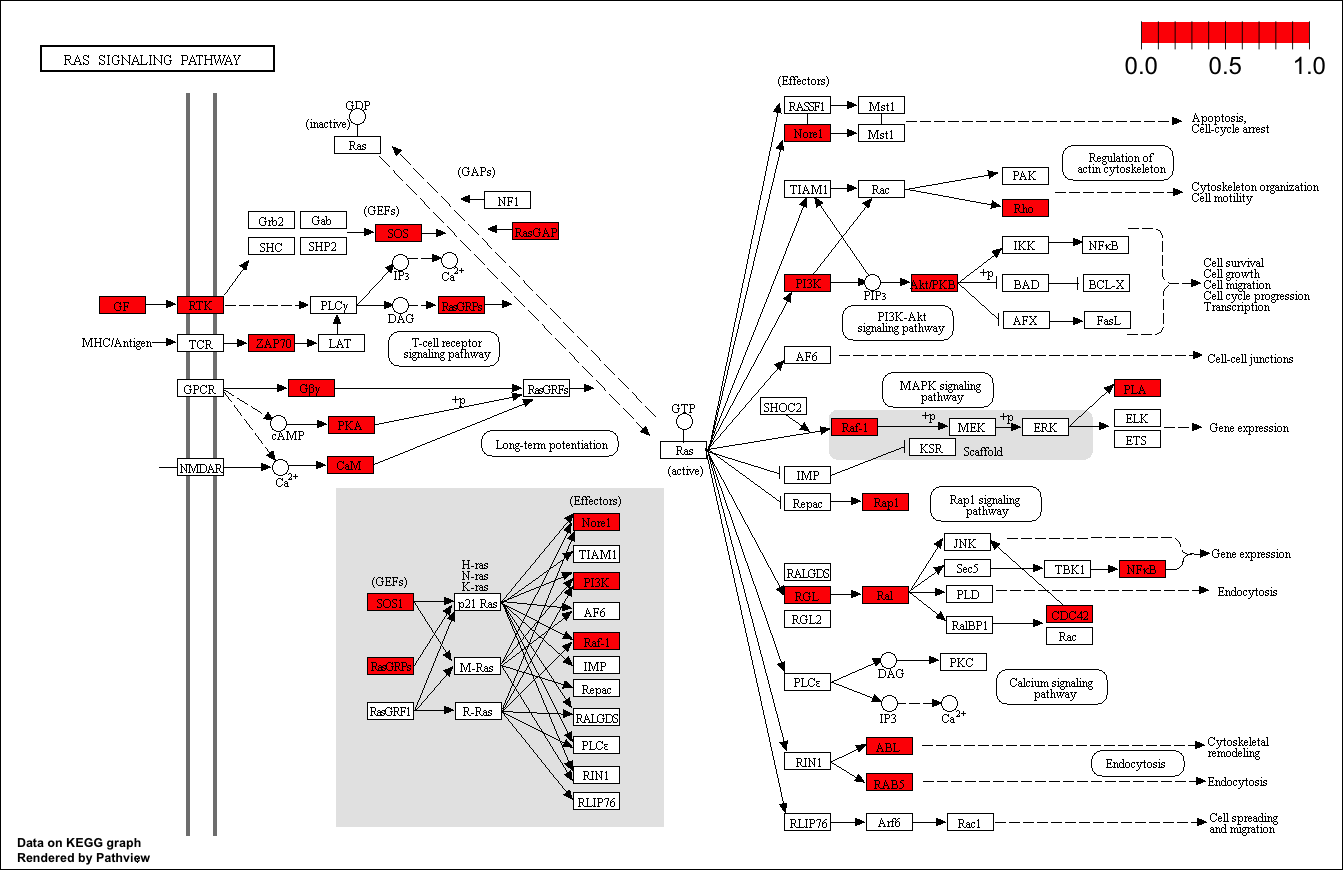 RAS SIGNALING PATHWAY
0.0 0.5 1.0
GDP
(inactive)
Ras
(GAPs)
NF1
RasGAP
(GEFs)
Grb2 Gab
SOS
SHC SHP2
IP3 Ca2+
GF RTK PLCγ
DAG RasGRPs
MHC/Antigen TCR ZAP70 LAT
T-cell receptor
signaling pathway
GPCR Gβγ RasGRFs
+p
cAMP PKA
Long-term potentiation
NMDAR CaM
Ca2+
GTP
Ras
(active)
(Effectors)
RASSF1 Mst1
Nore1 Mst1
Apoptosis,
Cell-cycle arrest
Regulation of
actin cytoskeleton
TIAM1 Rac PAK
Rho
Cytoskeleton organization
Cell motility
IKK NFκB
PI3K PIP3 Akt/PKB +p
BAD BCL-X
AFX FasL
PI3K-Akt
signaling pathway
Cell survival
Cell growth
Cell migration
Cell cycle progression
Transcription
AF6
Cell-cell junctions
MAPK signaling
pathway
PLA
SHOC2
Raf-1 +p MEK +p ERK
ELK
ETS
Gene expression
KSR Scaffold
IMP
Repac Rap1
Rap1 signaling
pathway
JNK
RALGDS Sec5 TBK1 NFκB
Gene expression
RGL Ral PLD
Endocytosis
RGL2 RalBP1 CDC42
Rac
PLCε DAG PKC
IP3 Ca2+
Calcium signaling
pathway
RIN1 ABL
Cytoskeletal
remodeling
RAB5
Endocytosis
Endocytosis
RLIP76 Arf6 Rac1
Cell spreading
and migration
(Effectors)
Nore1
TIAM1
H-ras
N-ras
K-ras
(GEFs)
SOS1 p21 Ras
PI3K
AF6
Raf-1
RasGRPs M-Ras
IMP
Repac
RasGRF1 R-Ras
RALGDS
PLCε
RIN1
RLIP76
Data on KEGG graph
Rendered by Pathview